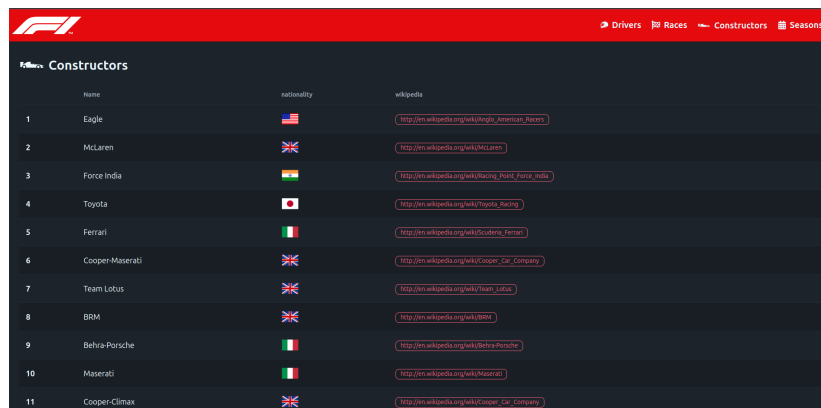 F1
Drivers Races Constructors Seasons
Constructors
Name nationality wikipedia
1 Eagle http://en.wikipedia.org/wiki/Anglo_American_Racers
2 McLaren http://en.wikipedia.org/wiki/McLaren
3 Force India http://en.wikipedia.org/wiki/Racing_Point_Force_India
4 Toyota http://en.wikipedia.org/wiki/Toyota_Racing
5 Ferrari http://en.wikipedia.org/wiki/Scuderia_Ferrari
6 Cooper-Maserati http://en.wikipedia.org/wiki/Cooper_Car_Company
7 Team Lotus http://en.wikipedia.org/wiki/Team_Lotus
8 BRM http://en.wikipedia.org/wiki/BRM
9 Behra-Porsche http://en.wikipedia.org/wiki/Behra-Porsche
10 Maserati http://en.wikipedia.org/wiki/Maserati
11 Cooper-Climax http://en.wikipedia.org/wiki/Cooper_Car_Company